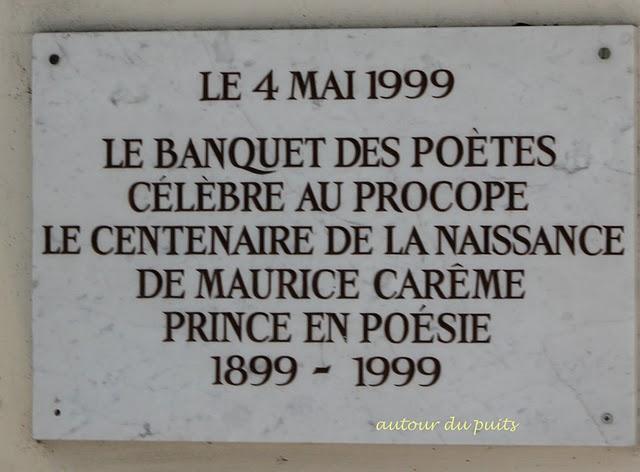 LE 4 MAI 1999
LE BANQUET DES POÈTES
CÉLÈBRE AU PROCOPE
LE CENTENAIRE DE LA NAISSANCE
DE MAURICE CARÊME
PRINCE EN POÉSIE
1899 - 1999
autour du puits